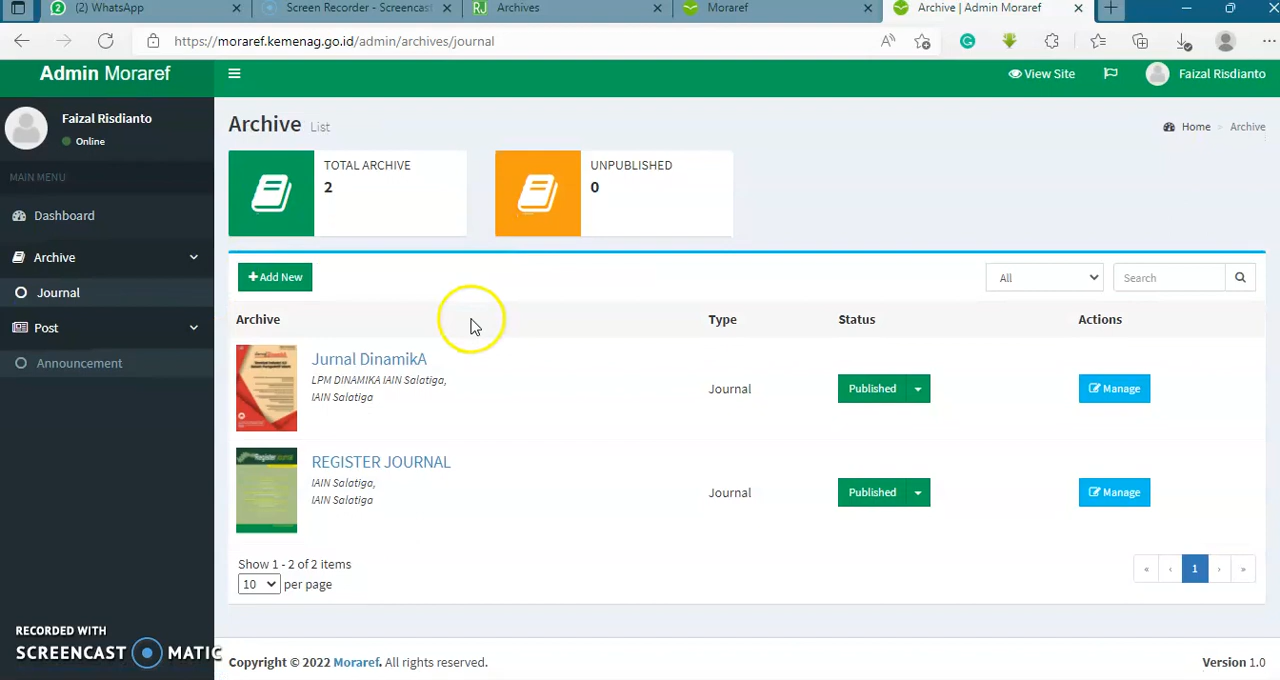 (2) WhatsApp
Screen Recorder - Screencast
RJ Archives
Moraref
Archive | Admin Moraref
https://moraref.kemenag.go.id/admin/archives/journal
Admin Moraref
View Site
Faizal Risdianto
Faizal Risdianto
Online
MAIN MENU
Dashboard
Archive
Journal
Post
Announcement
Archive List
Home > Archive
TOTAL ARCHIVE
2
UNPUBLISHED
0
Add New
All
Search
Archive Type Status Actions
Jurnal DinamikA
LPM DINAMIKA IAIN Salatiga,
IAIN Salatiga
Journal
Published
Manage
REGISTER JOURNAL
IAIN Salatiga,
IAIN Salatiga
Journal
Published
Manage
Show 1 - 2 of 2 items
10 per page
« ‹ 1 › »
RECORDED WITH
SCREENCAST MATIC
Copyright © 2022 Moraref. All rights reserved.
Version 1.0